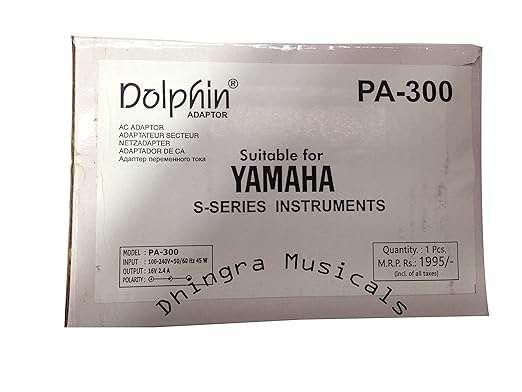 Dolphin®
ADAPTOR
PA-300
AC ADAPTOR
ADAPTATEUR SECTEUR
NETZADAPTER
ADAPTADOR DE CA
Адаптер переменного тока
Suitable for
YAMAHA
S-SERIES INSTRUMENTS
MODEL : PA-300
INPUT : 100-240V~50/60 Hz 45 W
OUTPUT : 16V 2.4 A
POLARITY:
Quantity. : 1 Pcs.
M.R.P. Rs.: 1995/-
(Incl. of all taxes)
Dhingra Musicals